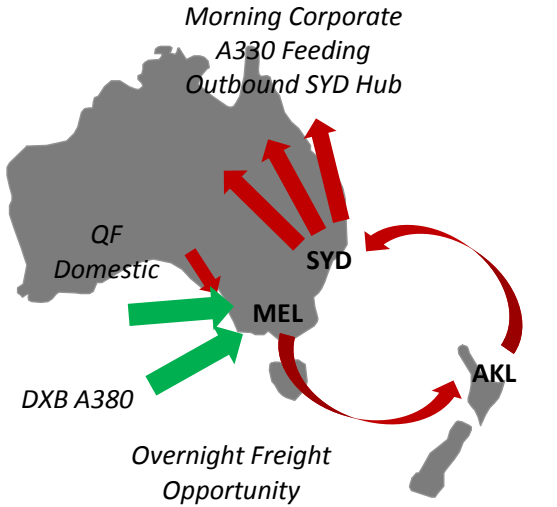 Morning Corporate
A330 Feeding
Outbound SYD Hub
QF
Domestic
SYD
MEL
AKL
DXB A380
Overnight Freight
Opportunity